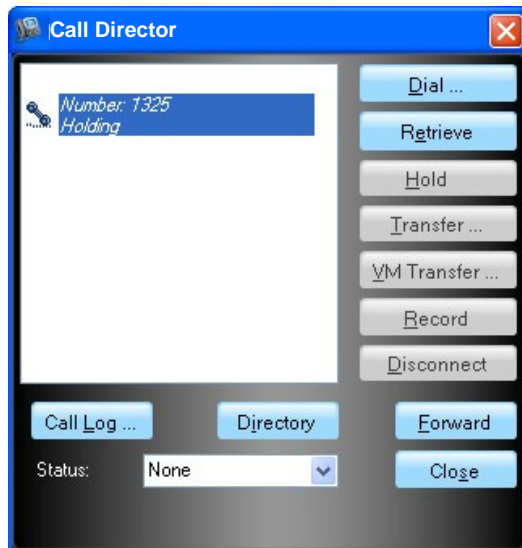 Call Director
Number: 1325
Holding
Dial ...
Retrieve
Hold
Transfer ...
VM Transfer ...
Record
Disconnect
Call Log ...
Directory
Forward
Status:
None
Close